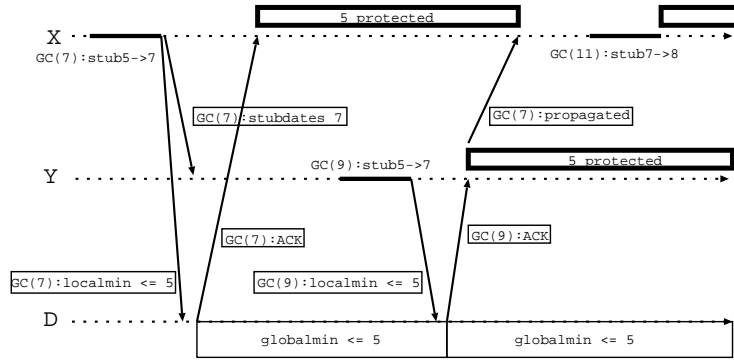 5 protected
X
GC(7):stub5->7
GC(11):stub7->8
GC(7):stubdates 7
GC(7):propagated
GC(9):stub5->7
5 protected
Y
GC(7):ACK
GC(9):ACK
GC(7):localmin <= 5
GC(9):localmin <= 5
D
globalmin <= 5
globalmin <= 5